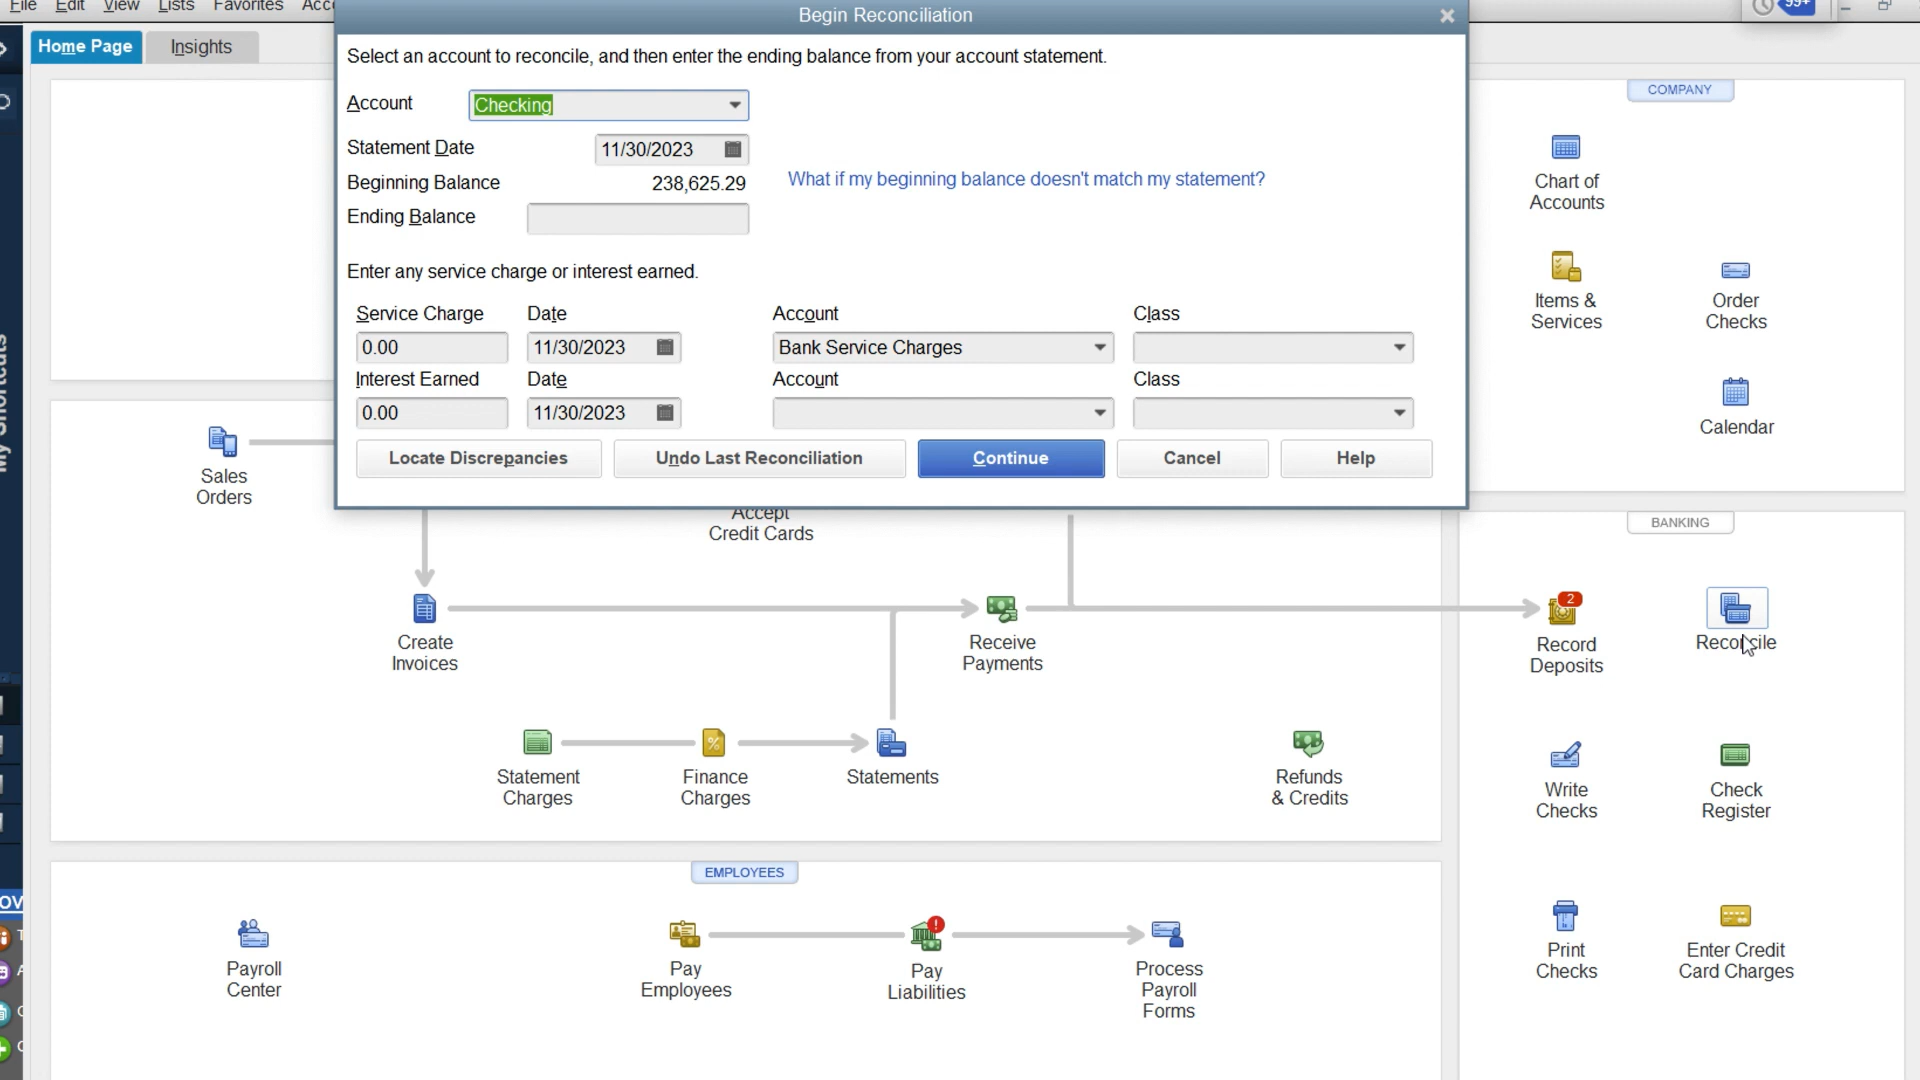 File Edit View Lists Favorites
Begin Reconciliation
99+
Home Page Insights
Select an account to reconcile, and then enter the ending balance from your account statement.
COMPANY
Account Checking
Statement Date 11/30/2023
Beginning Balance 238,625.29 What if my beginning balance doesn't match my statement?
Ending Balance
Chart of
Accounts
Enter any service charge or interest earned.
Service Charge Date Account Class
0.00 11/30/2023 Bank Service Charges
Interest Earned Date Account Class
0.00 11/30/2023
Items &
Services
Order
Checks
Calendar
Locate Discrepancies Undo Last Reconciliation Continue Cancel Help
My Shortcuts
Sales
Orders
Accept
Credit Cards
BANKING
Create
Invoices
Receive
Payments
2
Record
Deposits
Reconcile
Statement
Charges
Finance
Charges
Statements
Refunds
& Credits
Write
Checks
Check
Register
EMPLOYEES
Payroll
Center
Pay
Employees
Pay
Liabilities
Process
Payroll
Forms
Print
Checks
Enter Credit
Card Charges